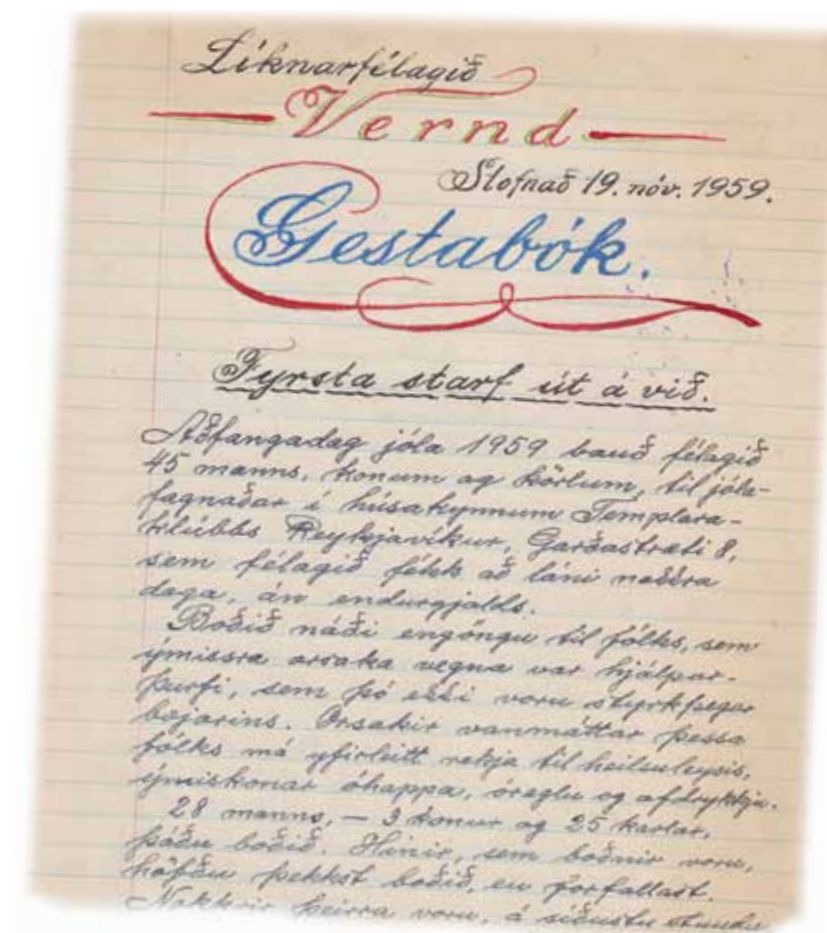 Líknarfélagið
Vernd
Stofnað 19. nóv. 1959.
Gestabók.
Fyrsta starf út á við.
Aðfangadag jóla 1959 bauð félagið
45 manns, konum og körlum, til jóla-
fagnaðar í húsakynnum Templara-
klúbbs Reykjavíkur, Garðastræti 8,
sem félagið fékk að láni nokkra
daga, án endurgjalds.
Boðið náði engöngu til fólks, sem
ýmissra orsaka vegna var hjálpar-
þurfi, sem þó ekki voru styrkþegar
bæjarins. Orsakir vanmáttar þessa
fólks má yfirleitt rekja til heilsuleysis,
ýmiskonar óhappa, óreglu og afdrykkju.
28 manns, — 3 konur og 25 karlar,
þáðu boðið. Hinir, sem boðnir voru,
höfðu þekkst boðið, en forfallast.
Nokkrir þeirra voru, á síðustu stundu